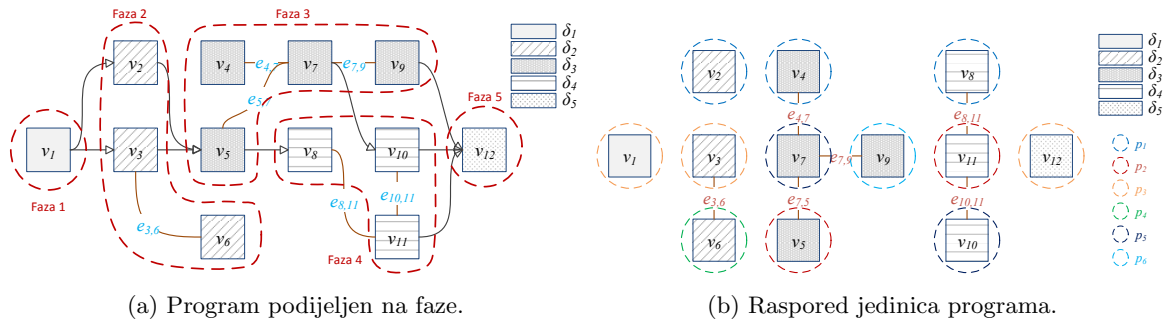 Faza 2
Faza 3
δ1
δ2
δ3
δ4
δ5
v2
v4
e4,7
v7
e7,9
v9
e5,7
Faza 5
v1
v3
v5
v8
v10
v12
Faza 1
e3,6
e8,11
e10,11
v6
v11
Faza 4
(a) Program podijeljen na faze.
δ1
δ2
δ3
δ4
δ5
v2
v4
v8
e4,7
e8,11
v1
v3
v7
e7,9
v9
v11
v12
e3,6
e7,5
e10,11
v6
v5
v10
p1
p2
p3
p4
p5
p6
(b) Raspored jedinica programa.